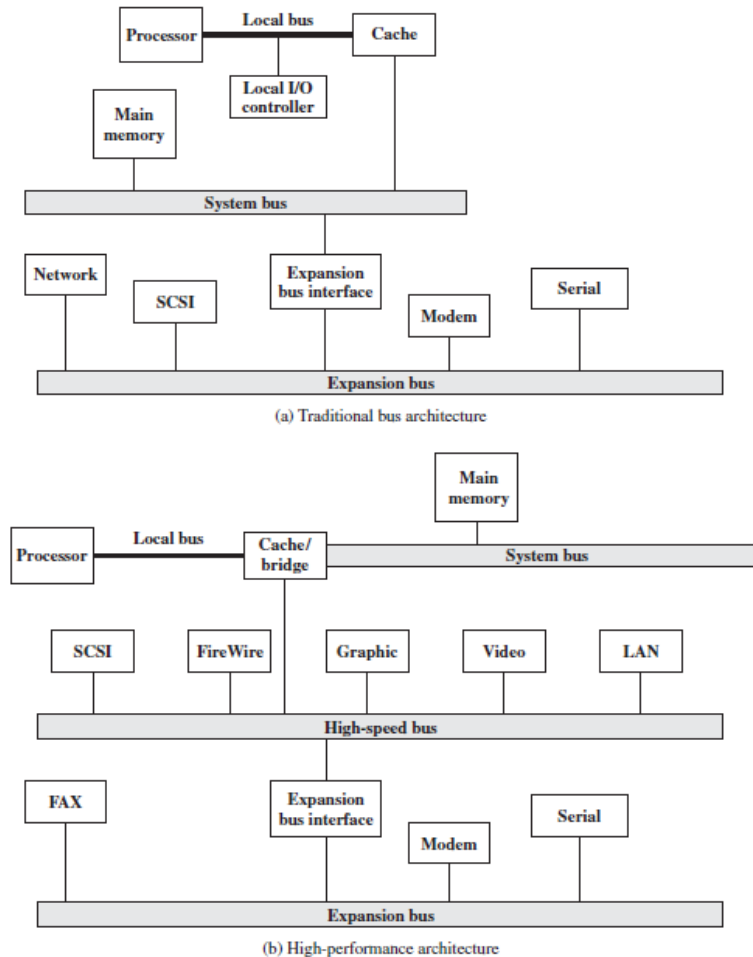 Local bus
Processor
Cache
Local I/O
controller
Main
memory
System bus
Network
SCSI
Expansion
bus interface
Modem
Serial
Expansion bus
(a) Traditional bus architecture
Main
memory
Processor
Local bus
Cache/
bridge
System bus
SCSI
FireWire
Graphic
Video
LAN
High-speed bus
FAX
Expansion
bus interface
Modem
Serial
Expansion bus
(b) High-performance architecture